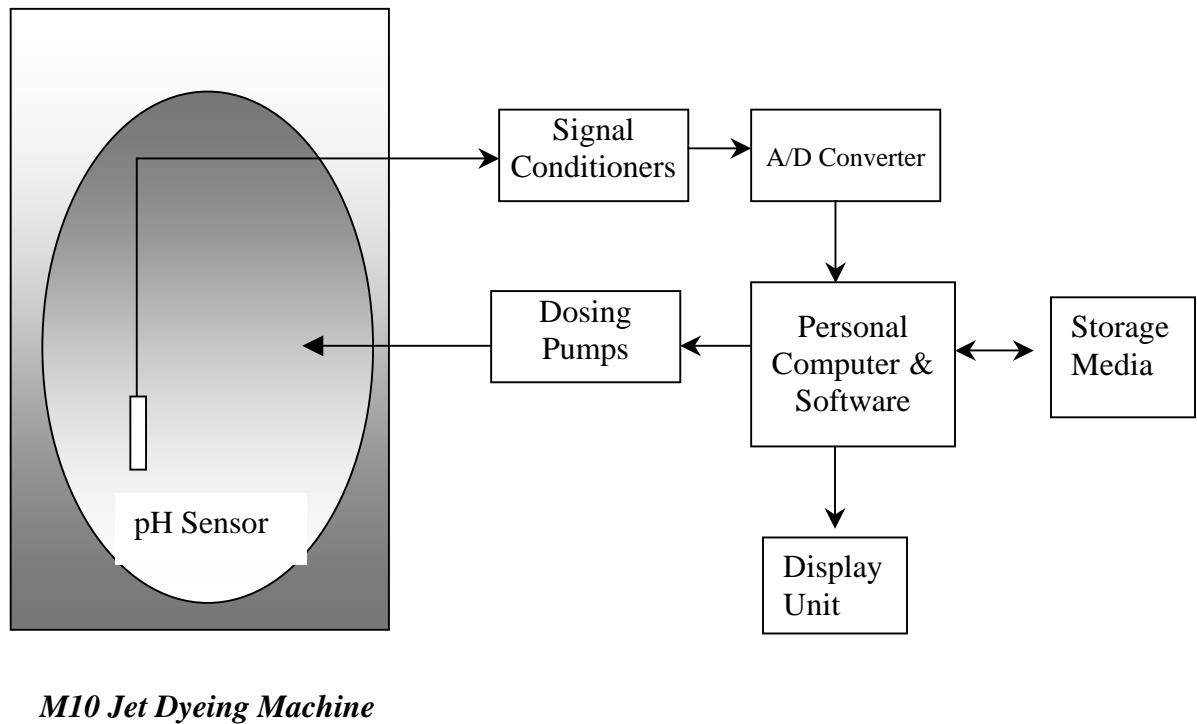 Signal
Conditioners
A/D Converter
Dosing
Pumps
Personal
Computer &
Software
Storage
Media
pH Sensor
Display
Unit
M10 Jet Dyeing Machine